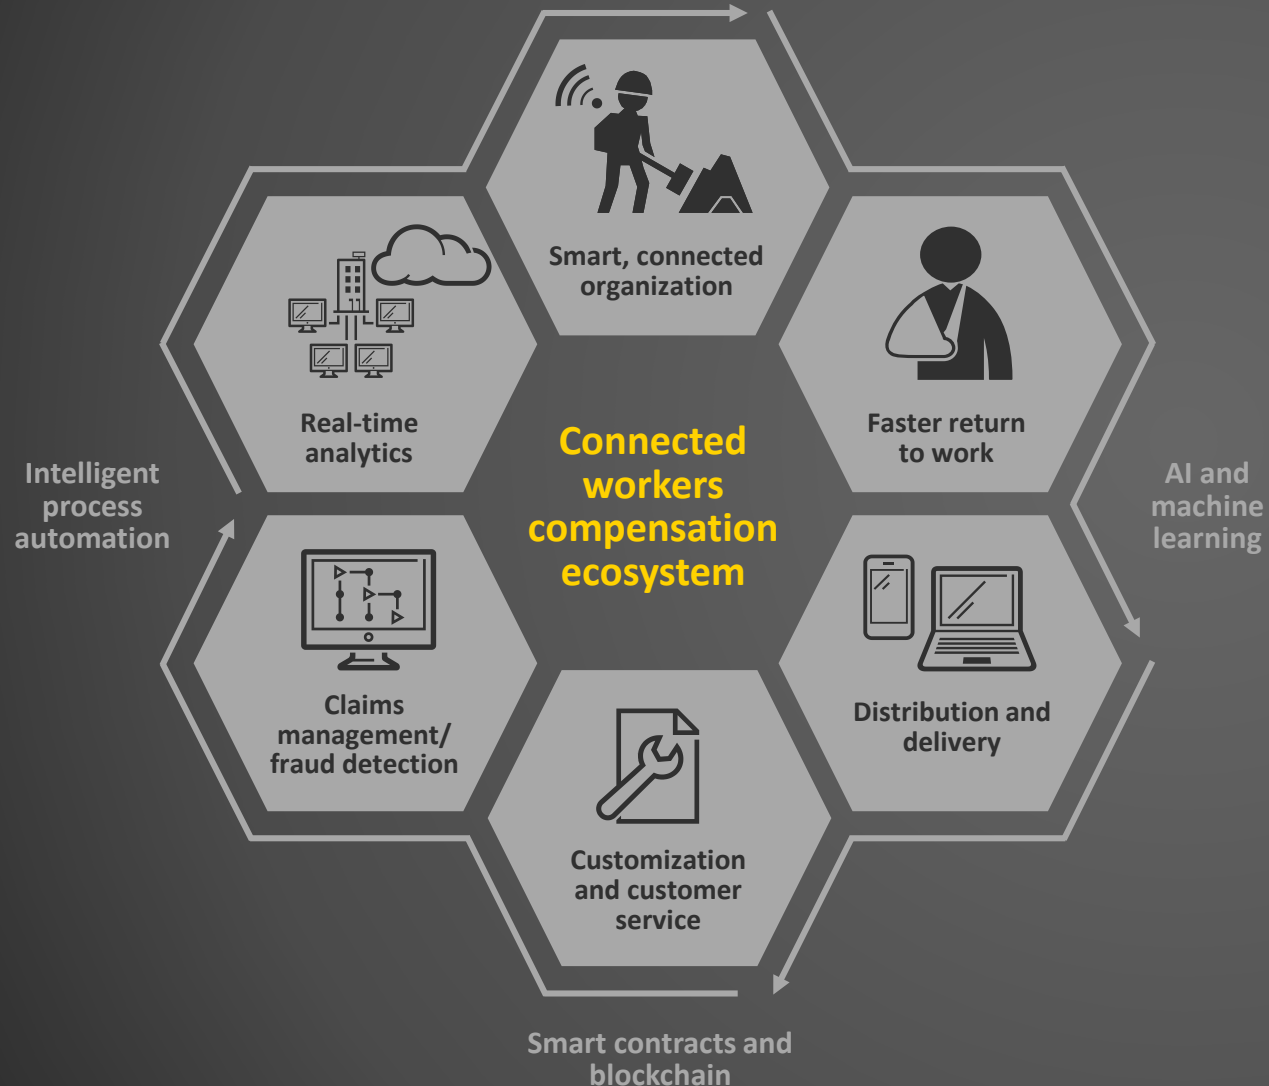 Smart, connected
organization
Real-time
analytics
Faster return
to work
Connected
workers
compensation
ecosystem
Intelligent
process
automation
AI and
machine
learning
Claims
management/
fraud detection
Distribution and
delivery
Customization
and customer
service
Smart contracts and
blockchain